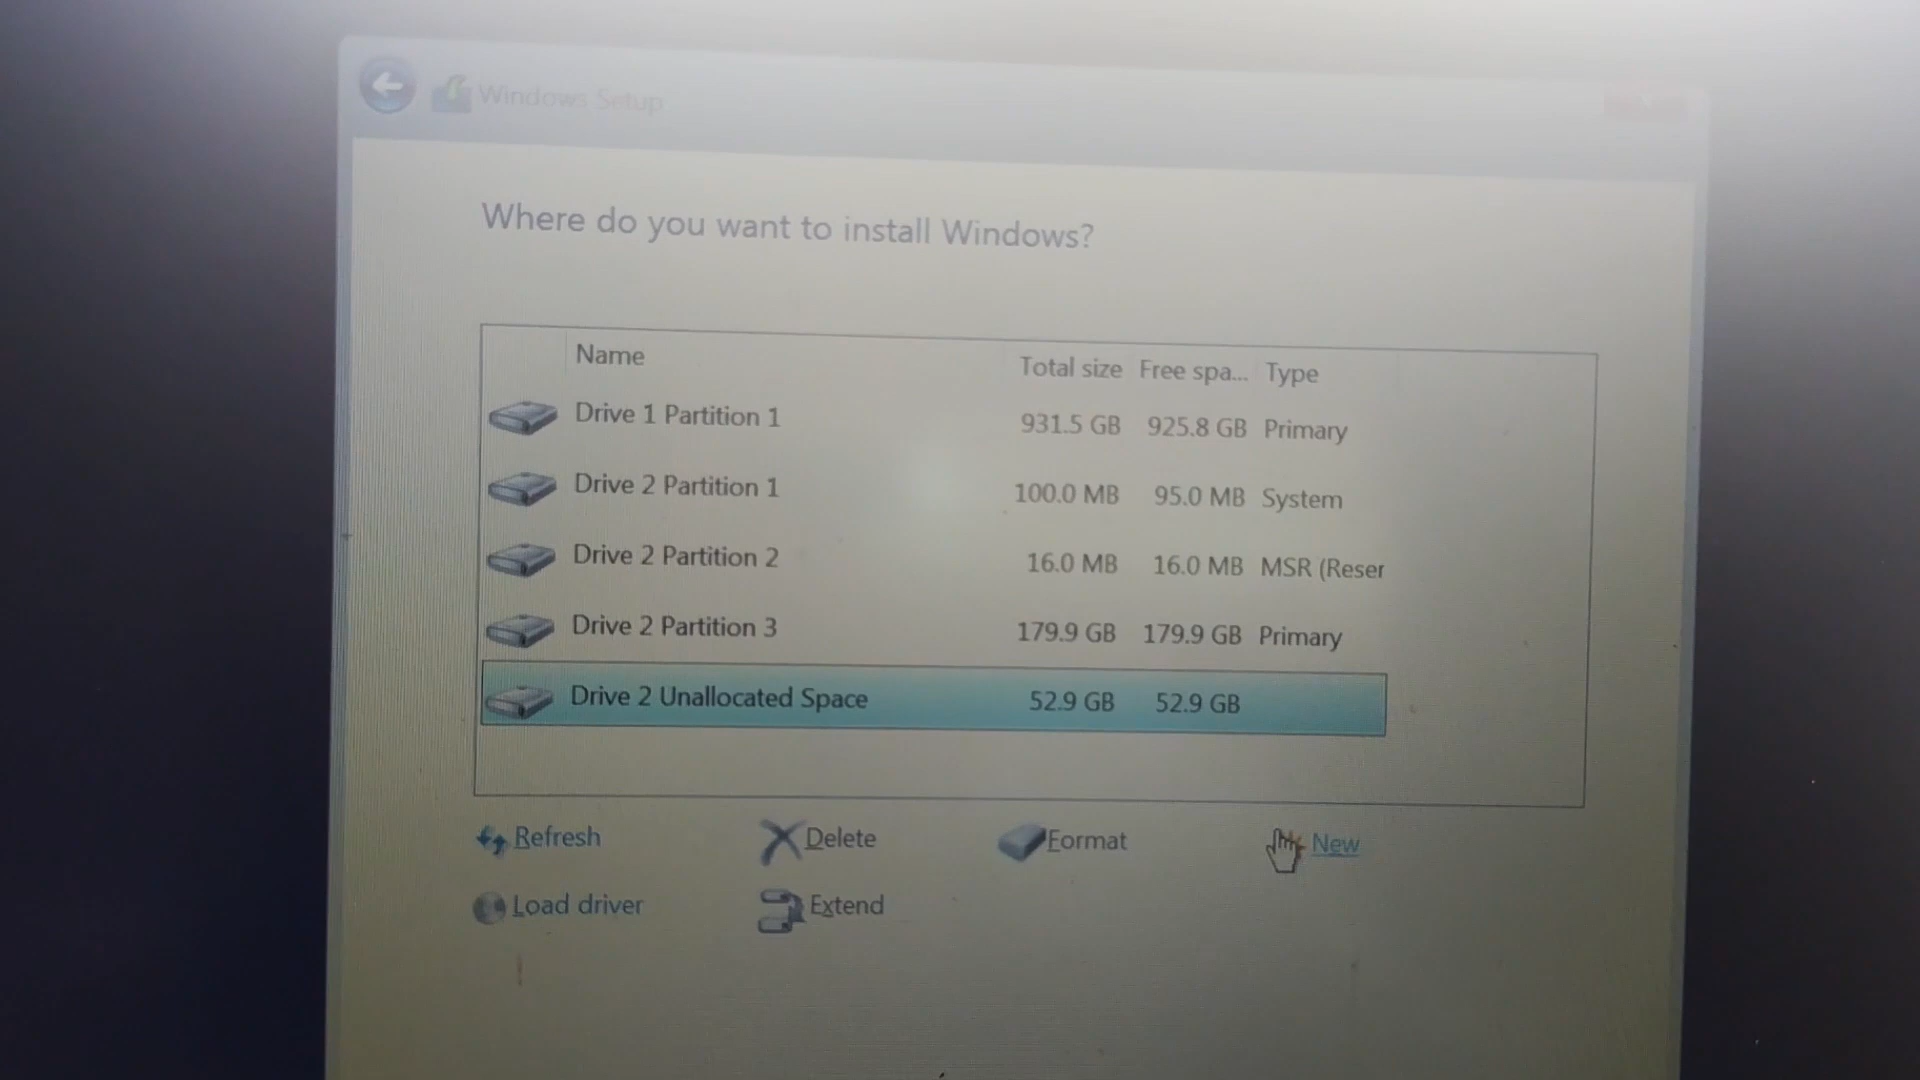 Windows Setup
Where do you want to install Windows?
Name Total size Free spa... Type
Drive 1 Partition 1 931.5 GB 925.8 GB Primary
Drive 2 Partition 1 100.0 MB 95.0 MB System
Drive 2 Partition 2 16.0 MB 16.0 MB MSR (Reser
Drive 2 Partition 3 179.9 GB 179.9 GB Primary
Drive 2 Unallocated Space 52.9 GB 52.9 GB
Refresh Delete Format New
Load driver Extend